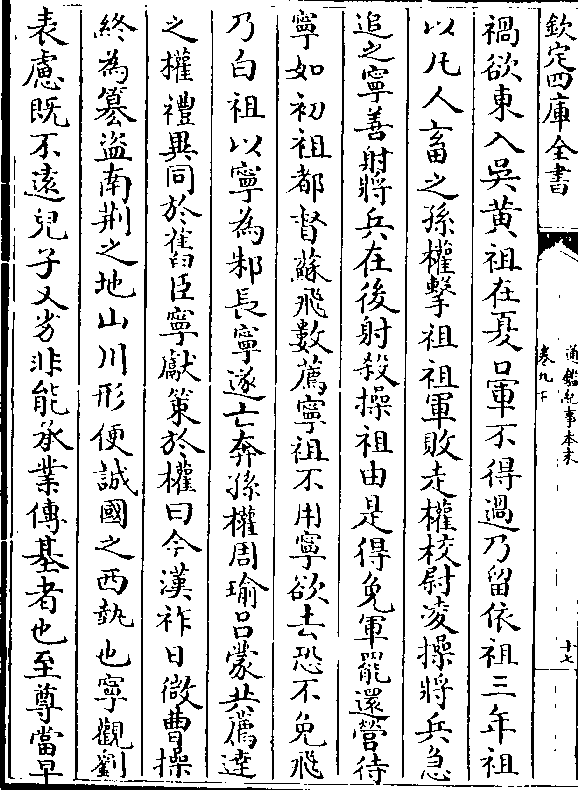 欽定四庫全書
通鑑紀事本末
卷九下
十七
禍欲東入吳黄祖在夏口軍不得過乃留依祖三年祖
以凡人畜之孫權擊祖祖軍敗走權校尉凌操將兵急
追之寧善射將兵在後射殺操祖由是得免軍罷還營待
寧如初祖都督蘇飛數薦寧祖不用寧欲去恐不免飛
乃白祖以寧為邾長寧遂亡奔孫權周瑜吕蒙共薦達
之權禮異同於舊臣寧獻策於權曰今漢祚日微曹操
終為篡盗南荆之地山川形便誠國之西埶也寧觀劉
表慮既不逺兒子又劣非能承業傳基者也至尊當早